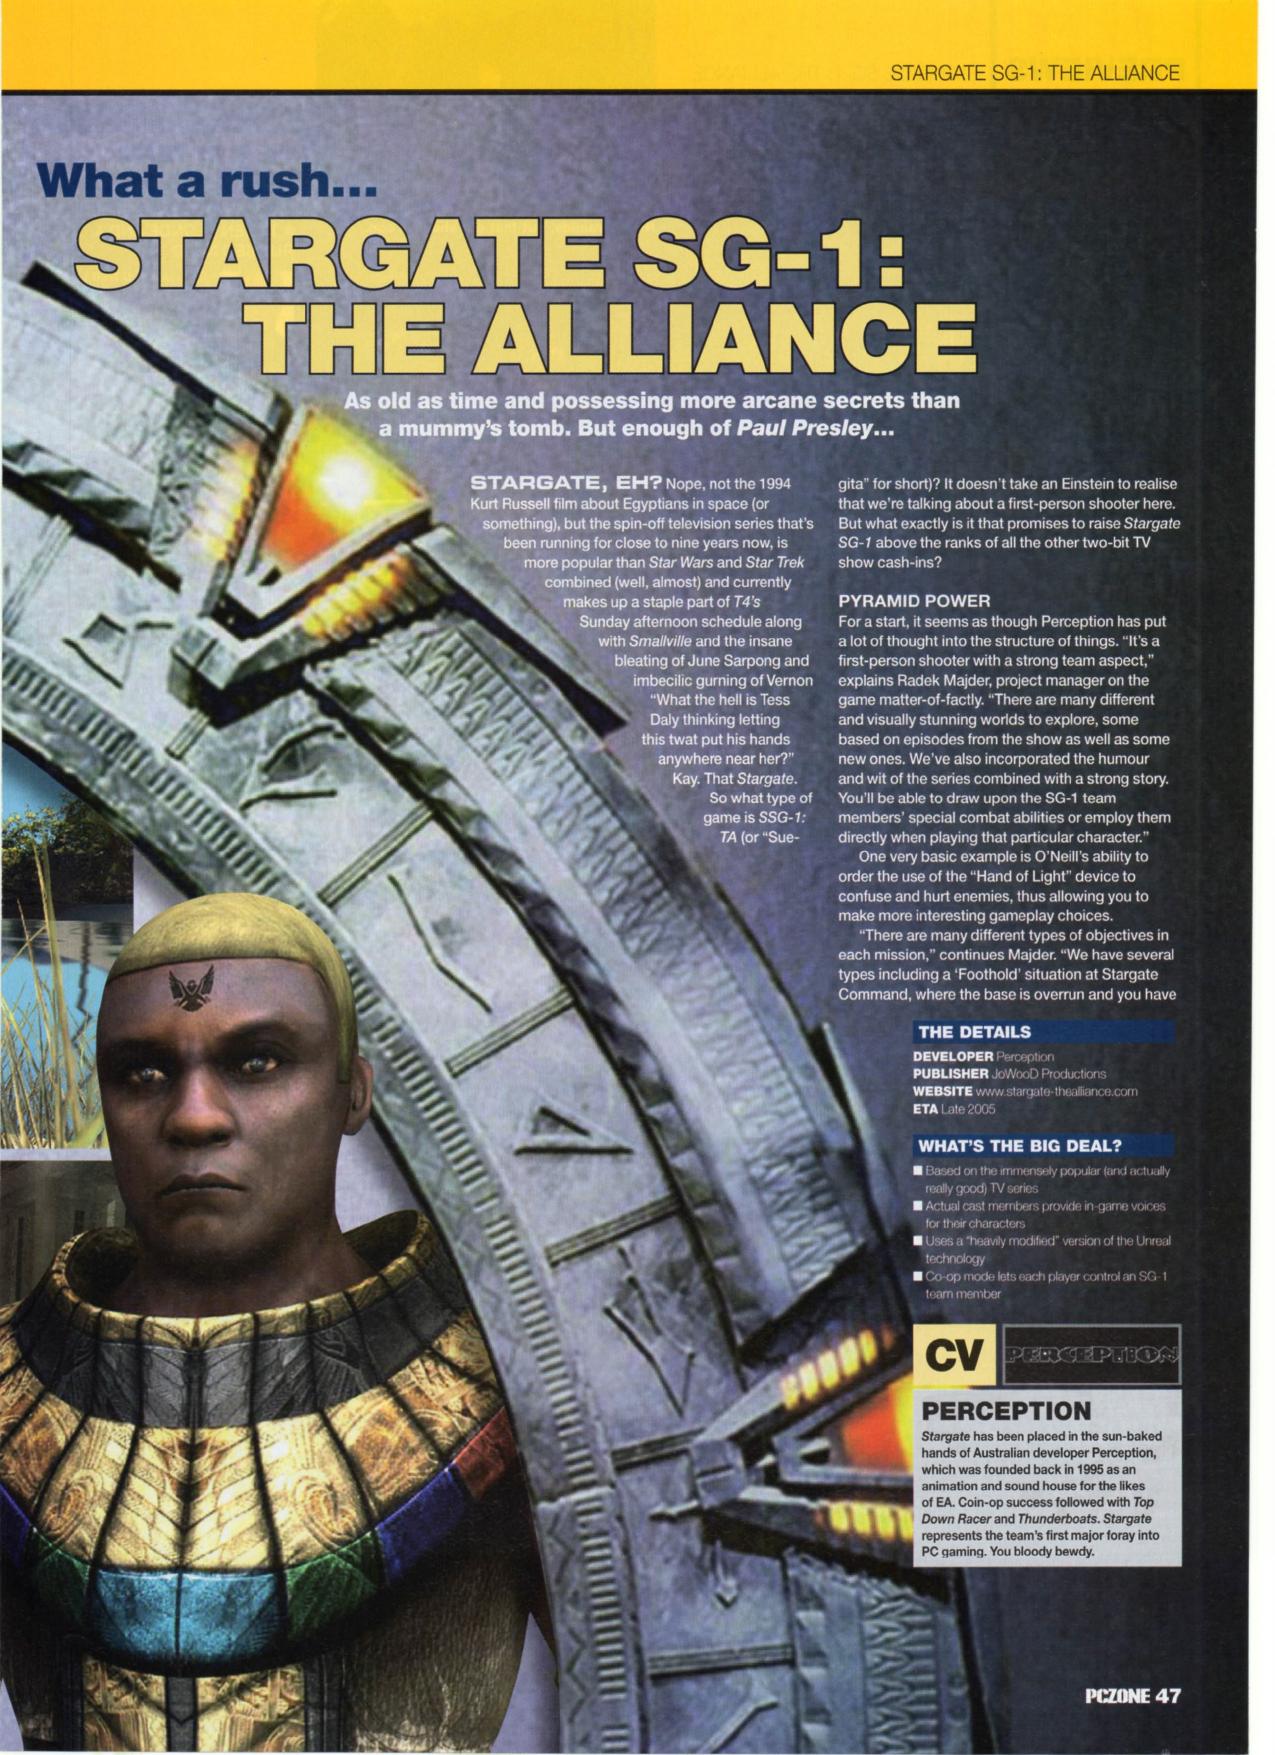 STARGATE SG-1: THE ALLIANCE
What a rush...
STARGATE SG-1:
THE ALLIANCE
As old as time and possessing more arcane secrets than
a mummy's tomb. But enough of Paul Presley...
STARGATE, EH? Nope, not the 1994
Kurt Russell film about Egyptians in space (or
something), but the spin-off television series that's
been running for close to nine years now, is
more popular than Star Wars and Star Trek
combined (well, almost) and currently
makes up a staple part of T4's
Sunday afternoon schedule along
with Smallville and the insane
bleating of June Sarpong and
imbecilic gurning of Vernon
"What the hell is Tess
Daly thinking letting
this twat put his hands
anywhere near her?"
Kay. That Stargate.
So what type of
game is SSG-1:
TA (or "Sue-
gita" for short)? It doesn't take an Einstein to realise
that we're talking about a first-person shooter here.
But what exactly is it that promises to raise Stargate
SG-1 above the ranks of all the other two-bit TV
show cash-ins?
PYRAMID POWER
For a start, it seems as though Perception has put
a lot of thought into the structure of things. "It's a
first-person shooter with a strong team aspect,"
explains Radek Majder, project manager on the
game matter-of-factly. "There are many different
and visually stunning worlds to explore, some
based on episodes from the show as well as some
new ones. We've also incorporated the humour
and wit of the series combined with a strong story.
You'll be able to draw upon the SG-1 team
members' special combat abilities or employ them
directly when playing that particular character."
One very basic example is O'Neill's ability to
order the use of the "Hand of Light" device to
confuse and hurt enemies, thus allowing you to
make more interesting gameplay choices.
"There are many different types of objectives in
each mission," continues Majder. "We have several
types including a 'Foothold' situation at Stargate
Command, where the base is overrun and you have
THE DETAILS
DEVELOPER Perception
PUBLISHER JoWooD Productions
WEBSITE www.stargate-thealliance.com
ETA Late 2005
WHAT'S THE BIG DEAL?
■ Based on the immensely popular (and actually
really good) TV series
■ Actual cast members provide in-game voices
for their characters
■ Uses a "heavily modified" version of the Unreal
technology
■ Co-op mode lets each player control an SG-1
team member
CV PERCEPTION
PERCEPTION
Stargate has been placed in the sun-baked
hands of Australian developer Perception,
which was founded back in 1995 as an
animation and sound house for the likes
of EA. Coin-op success followed with Top
Down Racer and Thunderboats. Stargate
represents the team's first major foray into
PC gaming. You bloody bewdy.
PCZONE 47